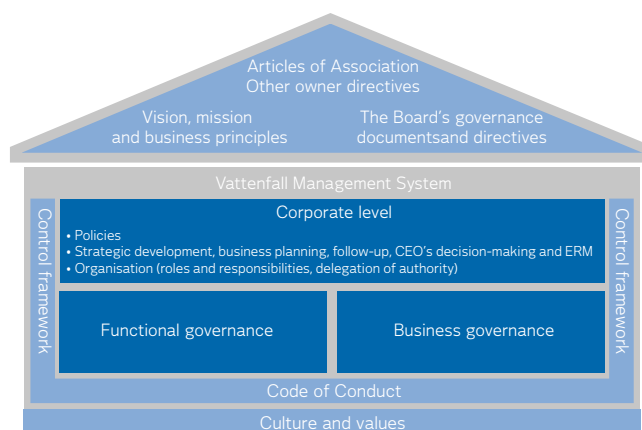 Articles of Association
Other owner directives
Vision, mission
and business principles
The Board's governance
documentsand directives
Vattenfall Management System
Control framework
Corporate level
• Policies
• Strategic development, business planning, follow-up, CEO's decision-making and ERM
• Organisation (roles and responsibilities, delegation of authority)
Control framework
Functional governance
Business governance
Code of Conduct
Culture and values